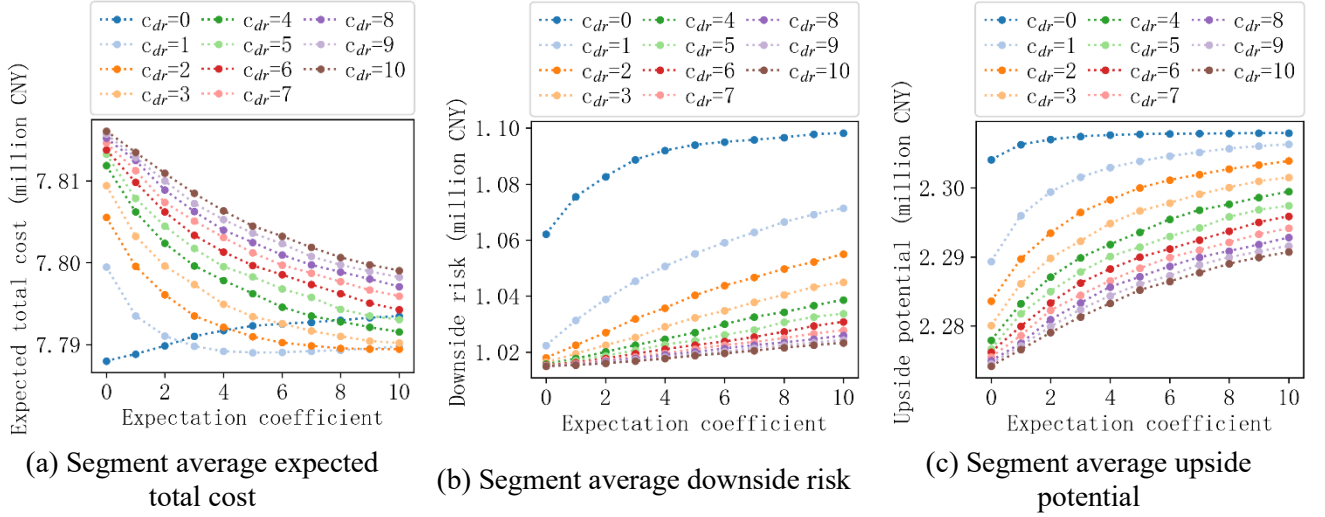 c_dr=0 c_dr=4 c_dr=8
c_dr=1 c_dr=5 c_dr=9
c_dr=2 c_dr=6 c_dr=10
c_dr=3 c_dr=7
Expected total cost (million CNY)
7.81
7.80
7.79
0 2 4 6 8 10
Expectation coefficient
(a) Segment average expected
total cost
c_dr=0 c_dr=4 c_dr=8
c_dr=1 c_dr=5 c_dr=9
c_dr=2 c_dr=6 c_dr=10
c_dr=3 c_dr=7
Downside risk (million CNY)
1.10
1.08
1.06
1.04
1.02
0 2 4 6 8 10
Expectation coefficient
(b) Segment average downside risk
c_dr=0 c_dr=4 c_dr=8
c_dr=1 c_dr=5 c_dr=9
c_dr=2 c_dr=6 c_dr=10
c_dr=3 c_dr=7
Upside potential (million CNY)
2.30
2.29
2.28
0 2 4 6 8 10
Expectation coefficient
(c) Segment average upside
potential